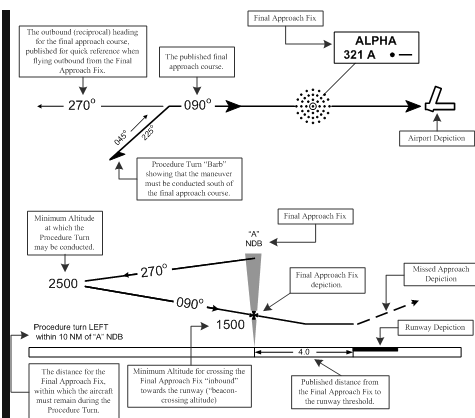 The outbound (reciprocal) heading
for the final approach course,
published for quick reference when
flying outbound from the Final
Approach Fix.
The published final
approach course.
Final Approach Fix
ALPHA
321 A
270°
090°
045°
225°
Airport Depiction
Procedure Turn “Barb”
showing that the maneuver
must be conducted south of
the final approach course.
Minimum Altitude
at which the
Procedure Turn
may be conducted.
"A"
NDB
Final Approach Fix
2500
270°
090°
Final Approach Fix
depiction.
Missed Approach
Depiction
1500
Procedure turn LEFT
within 10 NM of "A" NDB
Runway Depiction
4.0
The distance for the
Final Approach Fix,
within which the aircraft
must remain during the
Procedure Turn.
Minimum Altitude for crossing the
Final Approach Fix “inbound”
towards the runway (“beacon-
crossing altitude)
Published distance from
the Final Approach Fix to
the runway threshold.